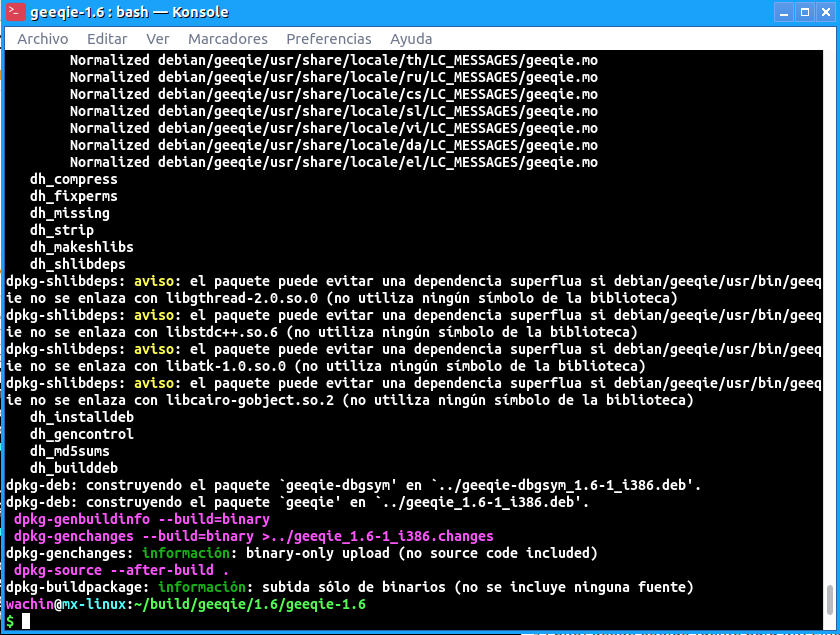 geeqie-1.6 : bash — Konsole
Archivo Editar Ver Marcadores Preferencias Ayuda
Normalized debian/geeqie/usr/share/locale/th/LC_MESSAGES/geeqie.mo
Normalized debian/geeqie/usr/share/locale/ru/LC_MESSAGES/geeqie.mo
Normalized debian/geeqie/usr/share/locale/cs/LC_MESSAGES/geeqie.mo
Normalized debian/geeqie/usr/share/locale/sl/LC_MESSAGES/geeqie.mo
Normalized debian/geeqie/usr/share/locale/vi/LC_MESSAGES/geeqie.mo
Normalized debian/geeqie/usr/share/locale/da/LC_MESSAGES/geeqie.mo
Normalized debian/geeqie/usr/share/locale/el/LC_MESSAGES/geeqie.mo
dh_compress
dh_fixperms
dh_missing
dh_strip
dh_makeshlibs
dh_shlibdeps
dpkg-shlibdeps: aviso: el paquete puede evitar una dependencia superflua si debian/geeqie/usr/bin/geeq
ie no se enlaza con libgthread-2.0.so.0 (no utiliza ningún símbolo de la biblioteca)
dpkg-shlibdeps: aviso: el paquete puede evitar una dependencia superflua si debian/geeqie/usr/bin/geeq
ie no se enlaza con libstdc++.so.6 (no utiliza ningún símbolo de la biblioteca)
dpkg-shlibdeps: aviso: el paquete puede evitar una dependencia superflua si debian/geeqie/usr/bin/geeq
ie no se enlaza con libatk-1.0.so.0 (no utiliza ningún símbolo de la biblioteca)
dpkg-shlibdeps: aviso: el paquete puede evitar una dependencia superflua si debian/geeqie/usr/bin/geeq
ie no se enlaza con libcairo-gobject.so.2 (no utiliza ningún símbolo de la biblioteca)
dh_installdeb
dh_gencontrol
dh_md5sums
dh_builddeb
dpkg-deb: construyendo el paquete `geeqie-dbgsym' en `../geeqie-dbgsym_1.6-1_i386.deb'.
dpkg-deb: construyendo el paquete `geeqie' en `../geeqie_1.6-1_i386.deb'.
dpkg-genbuildinfo --build=binary
dpkg-genchanges --build=binary >../geeqie_1.6-1_i386.changes
dpkg-genchanges: información: binary-only upload (no source code included)
dpkg-source --after-build .
dpkg-buildpackage: información: subida sólo de binarios (no se incluye ninguna fuente)
wachin@mx-linux:~/build/geeqie/1.6/geeqie-1.6
$